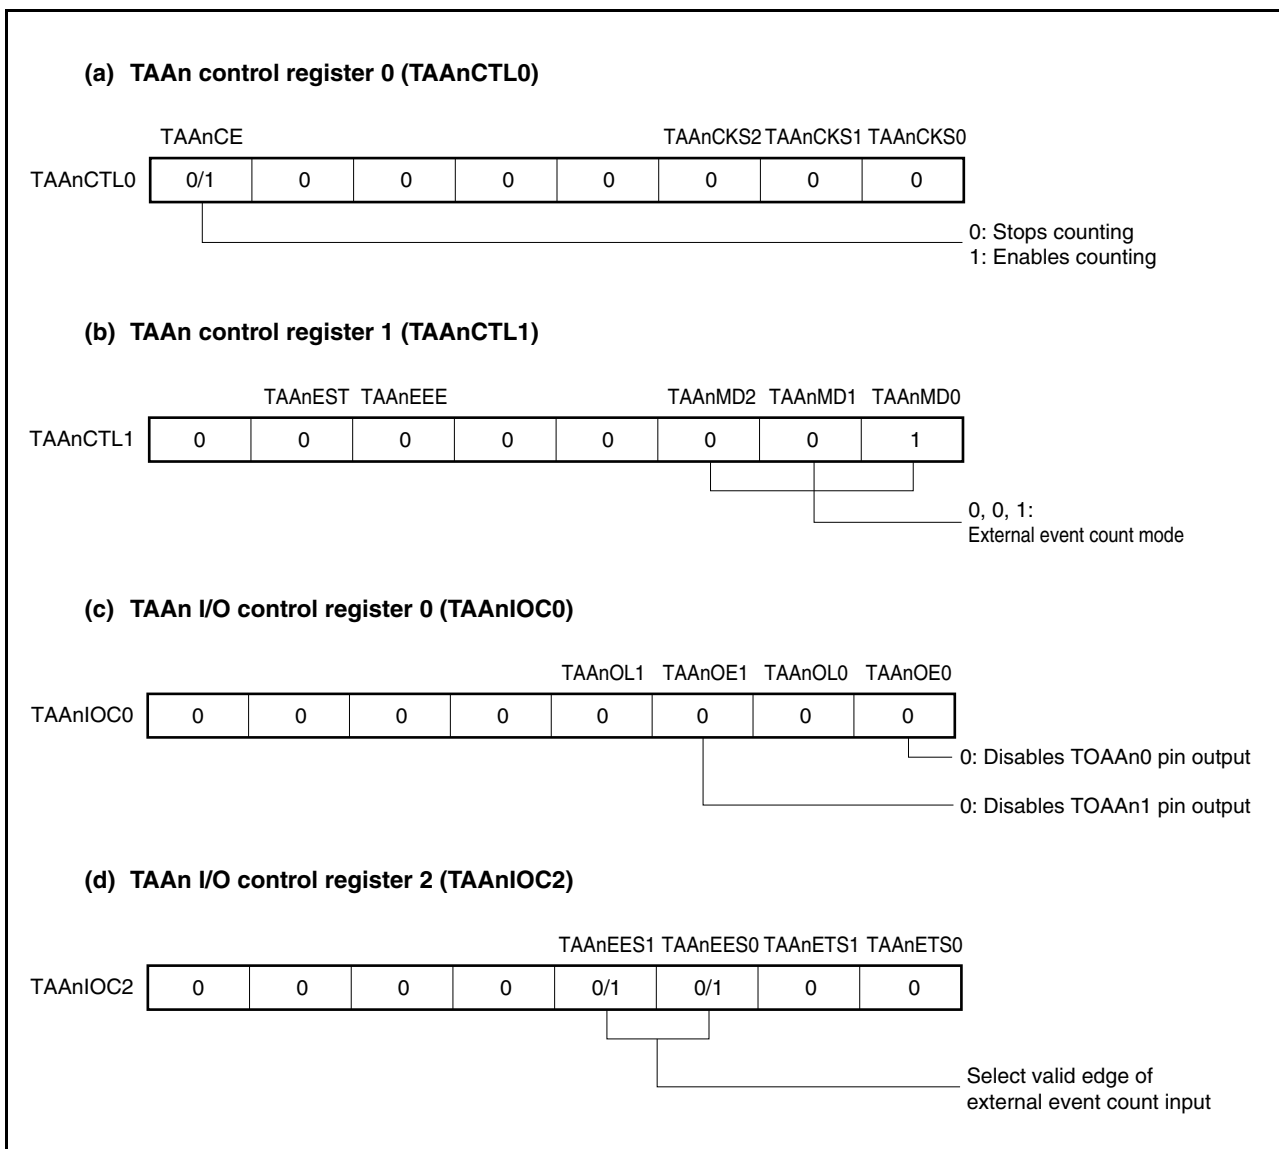 (a) TAAn control register 0 (TAAnCTL0)
TAAnCE TAAnCKS2 TAAnCKS1 TAAnCKS0
TAAnCTL0 0/1 0 0 0 0 0 0 0
0: Stops counting
1: Enables counting
(b) TAAn control register 1 (TAAnCTL1)
TAAnEST TAAnEEE TAAnMD2 TAAnMD1 TAAnMD0
TAAnCTL1 0 0 0 0 0 0 0 1
0, 0, 1:
External event count mode
(c) TAAn I/O control register 0 (TAAnIOC0)
TAAnOL1 TAAnOE1 TAAnOL0 TAAnOE0
TAAnIOC0 0 0 0 0 0 0 0 0
0: Disables TOAAn0 pin output
0: Disables TOAAn1 pin output
(d) TAAn I/O control register 2 (TAAnIOC2)
TAAnEES1 TAAnEES0 TAAnETS1 TAAnETS0
TAAnIOC2 0 0 0 0 0/1 0/1 0 0
Select valid edge of
external event count input